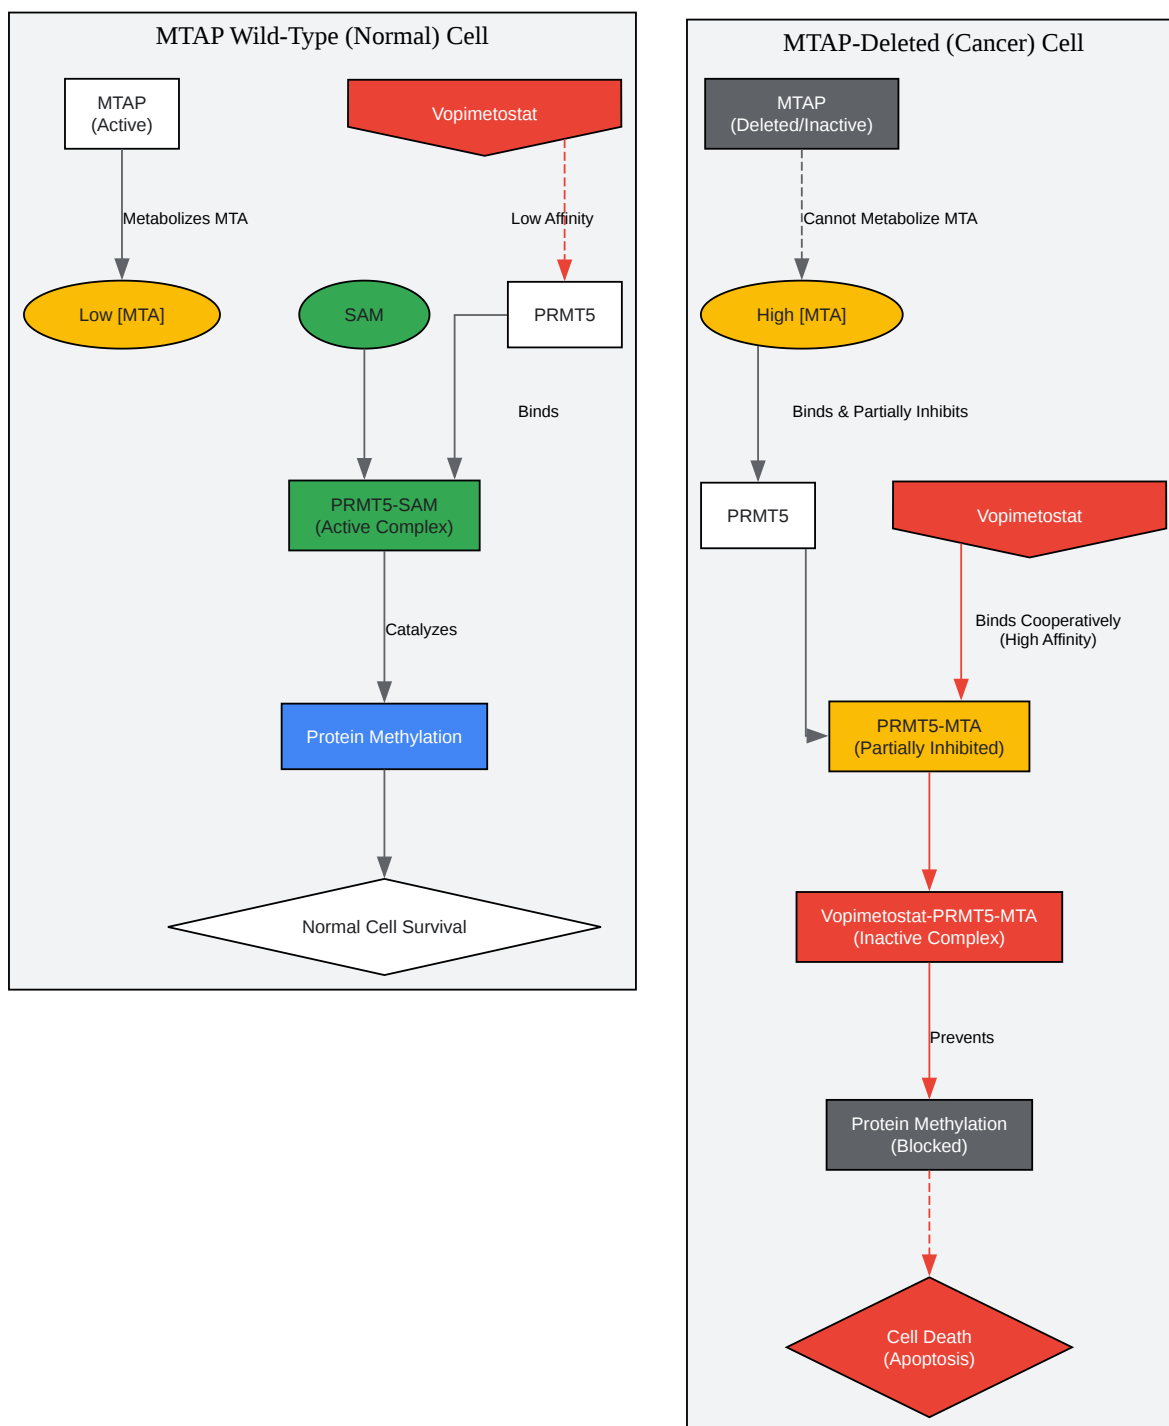 MTAP Wild-Type (Normal) Cell
MTAP
(Active)
Vopimetostat
Metabolizes MTA
Low Affinity
Low [MTA]
SAM
PRMT5
Binds
PRMT5-SAM
(Active Complex)
Catalyzes
Protein Methylation
Normal Cell Survival
MTAP-Deleted (Cancer) Cell
MTAP
(Deleted/Inactive)
Cannot Metabolize MTA
High [MTA]
Binds & Partially Inhibits
PRMT5
Vopimetostat
Binds Cooperatively
(High Affinity)
PRMT5-MTA
(Partially Inhibited)
Vopimetostat-PRMT5-MTA
(Inactive Complex)
Prevents
Protein Methylation
(Blocked)
Cell Death
(Apoptosis)